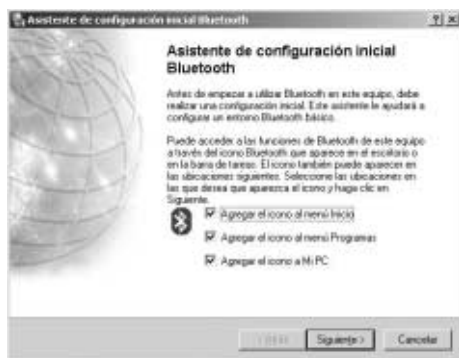 Asistente de configuración inicial Bluetooth
Asistente de configuración inicial
Bluetooth
Antes de empezar a utilizar Bluetooth en este equipo, debe
realizar una configuración inicial. Este asistente le ayudará a
configurar un entorno Bluetooth básico.
Puede acceder a las funciones de Bluetooth de este equipo
a través del icono Bluetooth que aparece en el escritorio o
en la barra de tareas. El icono también puede aparecer en
las ubicaciones siguientes. Seleccione las ubicaciones en
las que desea que aparezca el icono y haga clic en
Siguiente.
Agregar el icono al menú Inicio
Agregar el icono al menú Programas
Agregar el icono a Mi PC
Siguiente > Cancelar